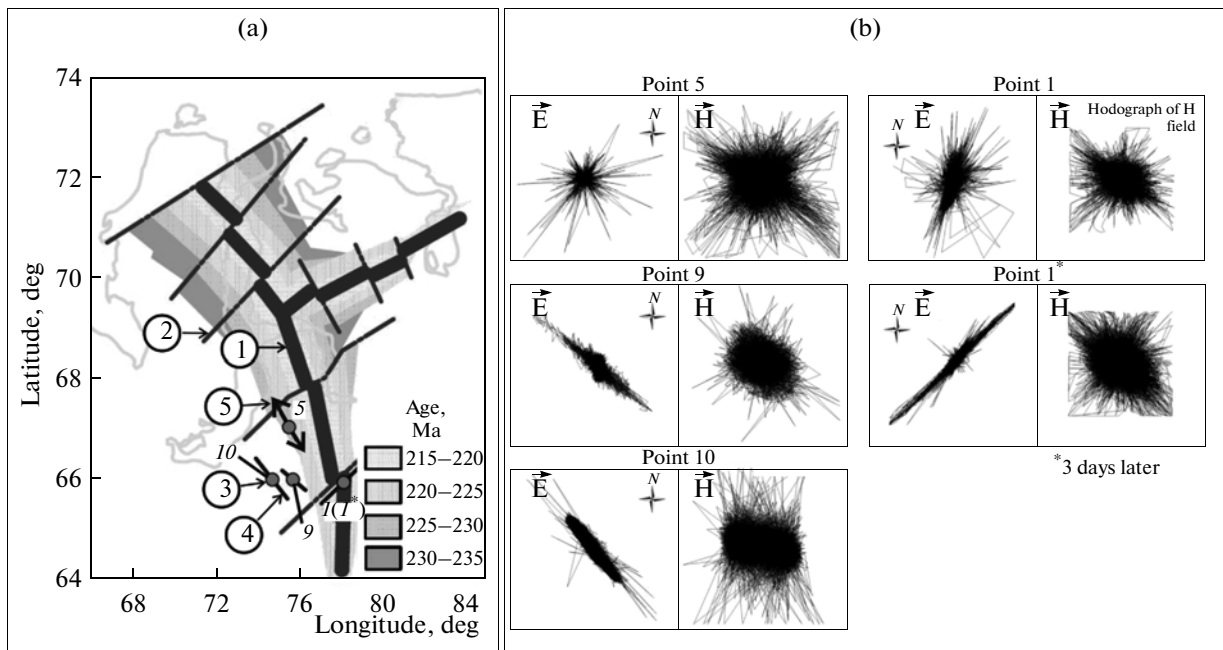 (a)
74
72
70
68
66
64
Latitude, deg
68 72 76 80 84
Longitude, deg
2
1
5
5
10
3
4
9
1(1*)
Age,
Ma
215–220
220–225
225–230
230–235
(b)
Point 5
E
N
H
Point 1
E
N
H
Hodograph of H
field
Point 9
E
N
H
Point 1*
E
N
H
*3 days later
Point 10
E
N
H